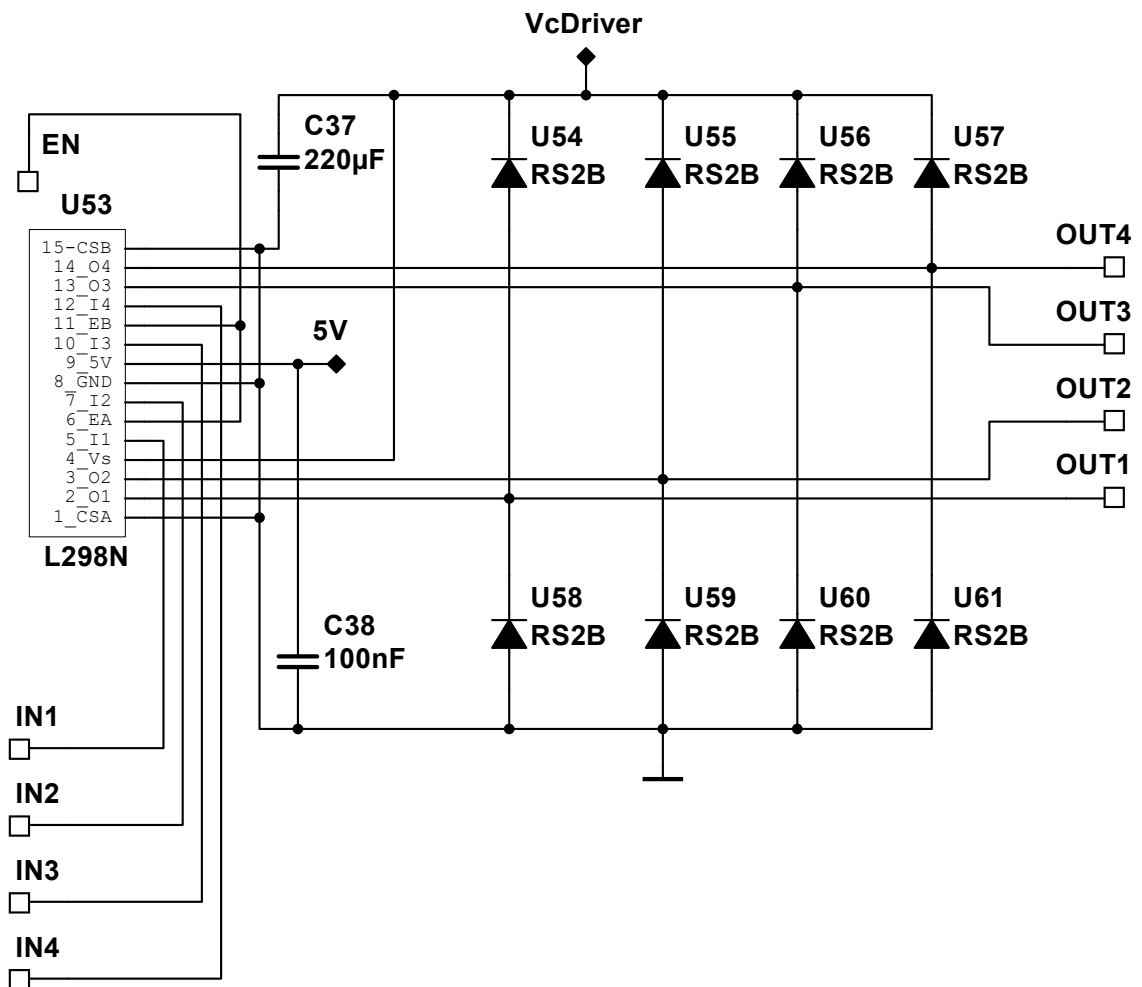 VcDriver
EN
C37
220µF
U54
RS2B
U55
RS2B
U56
RS2B
U57
RS2B
U53
15-CSB
14_O4
13_O3
12_I4
11_EB
10_I3
9_5V
8_GND
7_I2
6_EA
5_I1
4_Vs
3_O2
2_O1
1_CSA
L298N
5V
OUT4
OUT3
OUT2
OUT1
C38
100nF
U58
RS2B
U59
RS2B
U60
RS2B
U61
RS2B
IN1
IN2
IN3
IN4